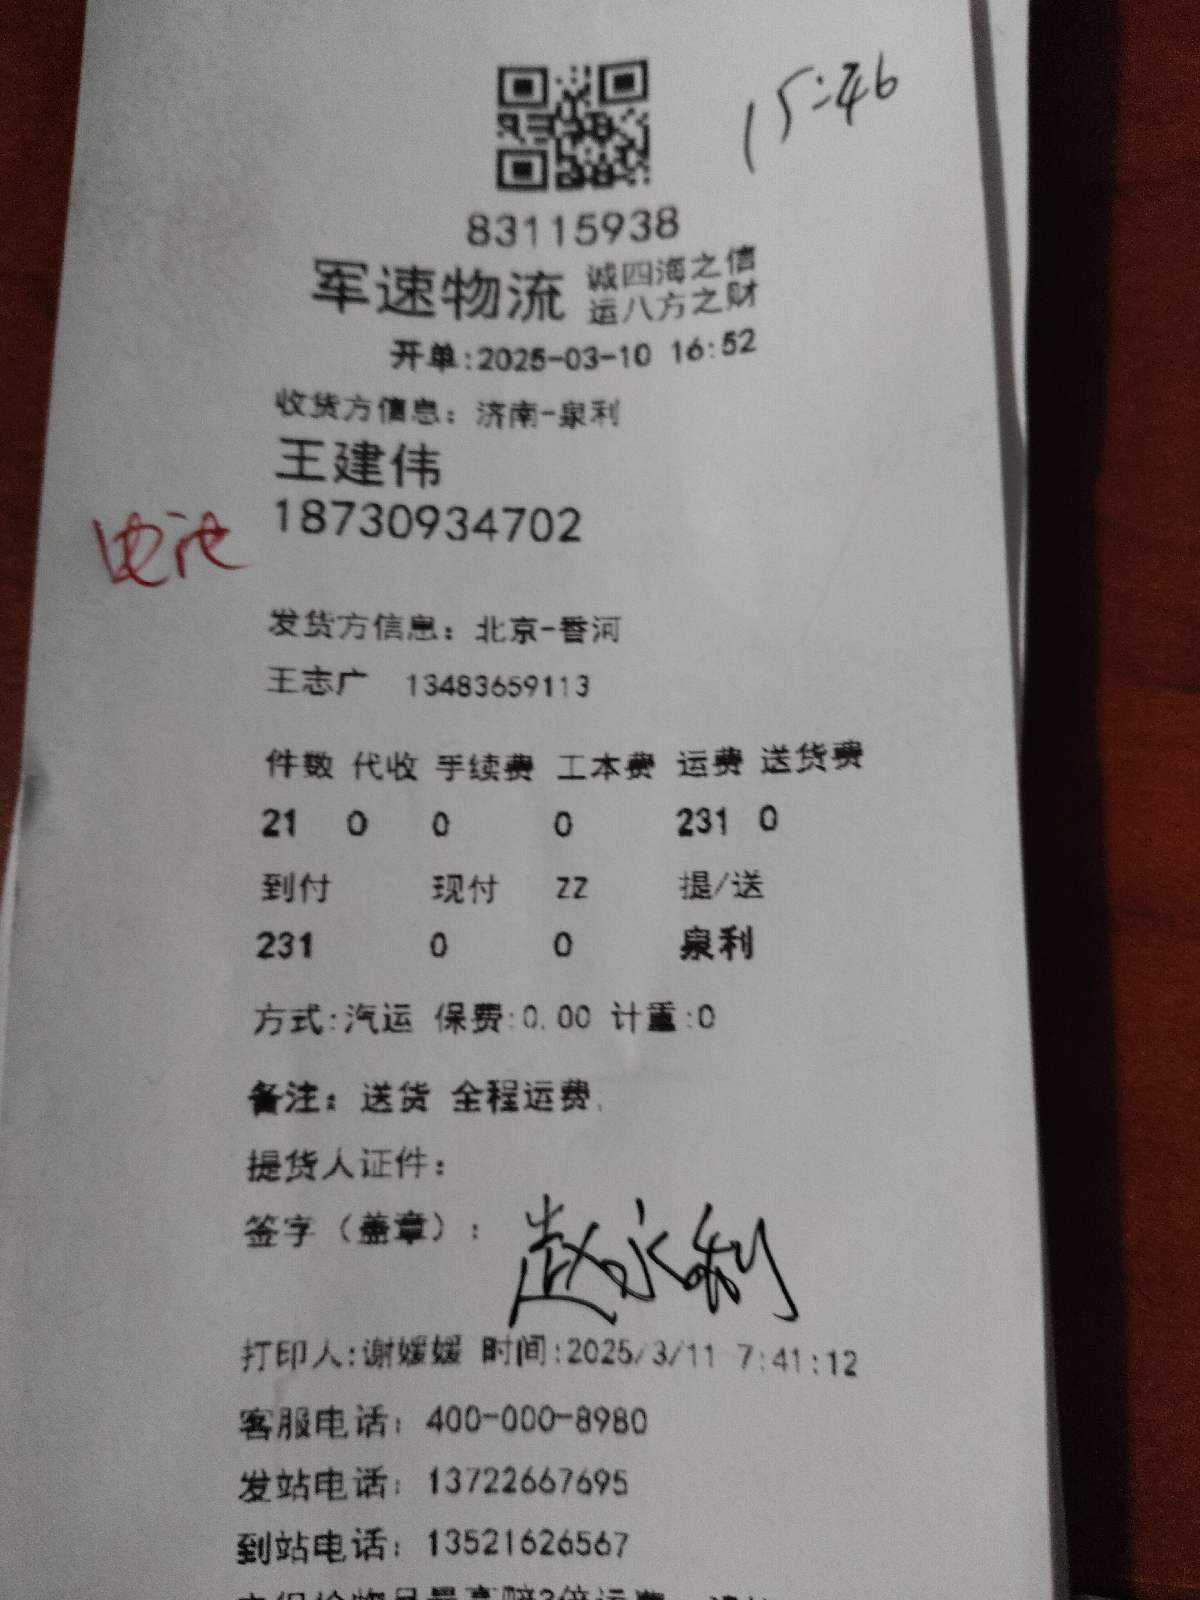 15:46
83115938
军速物流 诚四海之信
运八方之财
开单:2025-03-10 16:52
收货方信息：济南-泉利
王建伟
18730934702
电池
发货方信息：北京-香河
王志广 13483659113
件数 代收 手续费 工本费 运费 送货费
21 0 0 0 231 0
到付 现付 ZZ 提/送
231 0 0 泉利
方式:汽运 保费:0.00 计重:0
备注：送货 全程运费.
提货人证件：
签字（盖章）：赵永利
打印人:谢媛媛 时间:2025/3/11 7:41:12
客服电话：400-000-8980
发站电话：13722667695
到站电话：13521626567